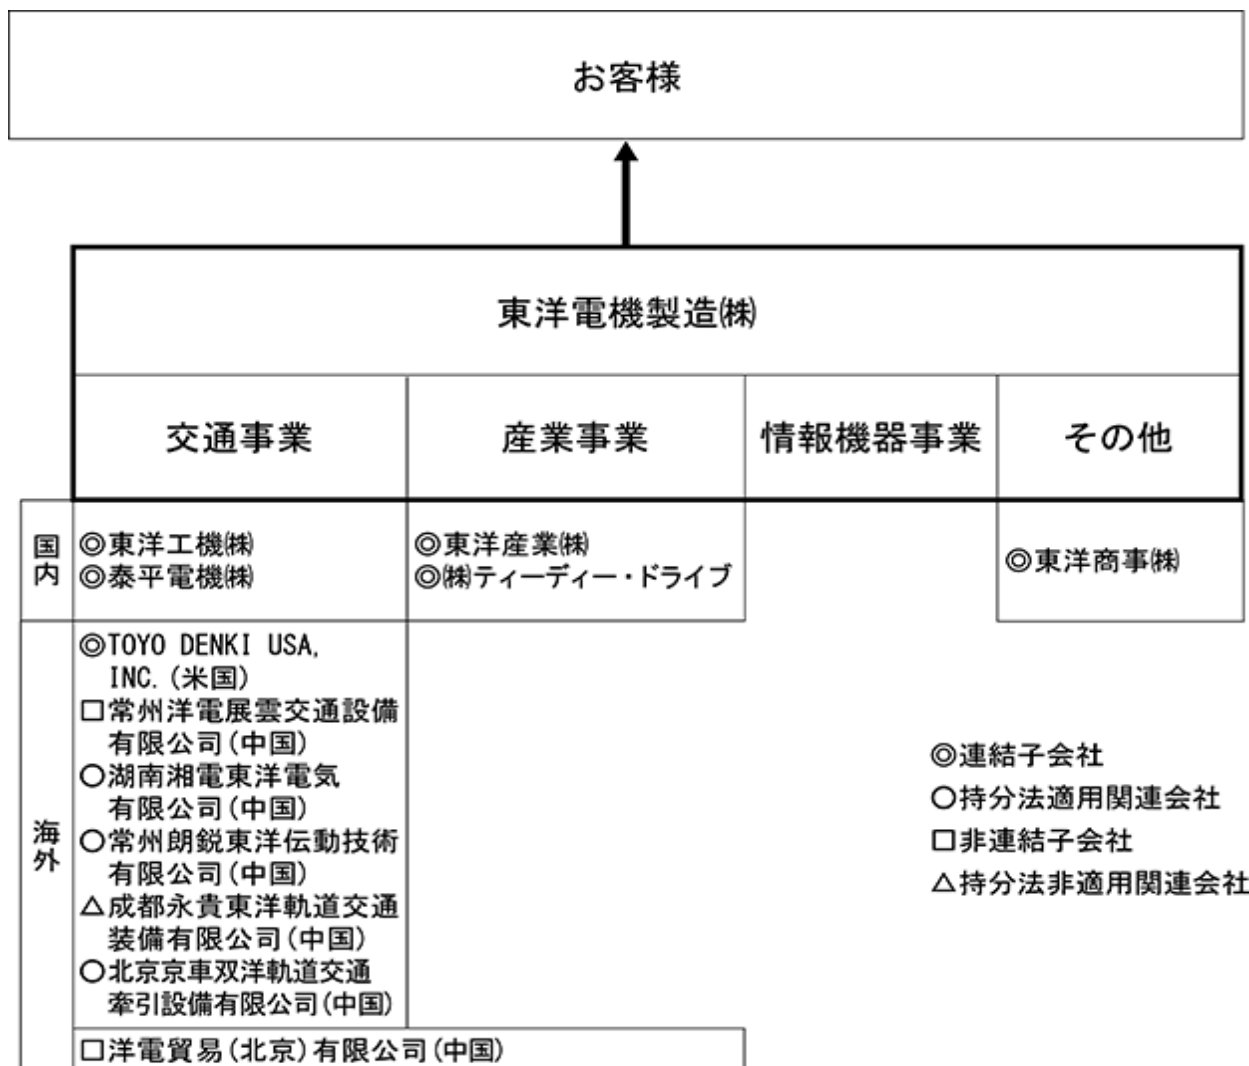 お客様
東洋電機製造㈱
交通事業
産業事業
情報機器事業
その他
国内
◎東洋工機㈱
◎泰平電機㈱
◎東洋産業㈱
◎㈱ティーディー・ドライブ
◎東洋商事㈱
海外
◎TOYO DENKI USA,
INC.(米国)
□常州洋電展雲交通設備
有限公司(中国)
○湖南湘電東洋電気
有限公司(中国)
○常州朗鋭東洋伝動技術
有限公司(中国)
△成都永貴東洋軌道交通
装備有限公司(中国)
○北京京車双洋軌道交通
牽引設備有限公司(中国)
□洋電貿易(北京)有限公司(中国)
◎連結子会社
○持分法適用関連会社
□非連結子会社
△持分法非適用関連会社